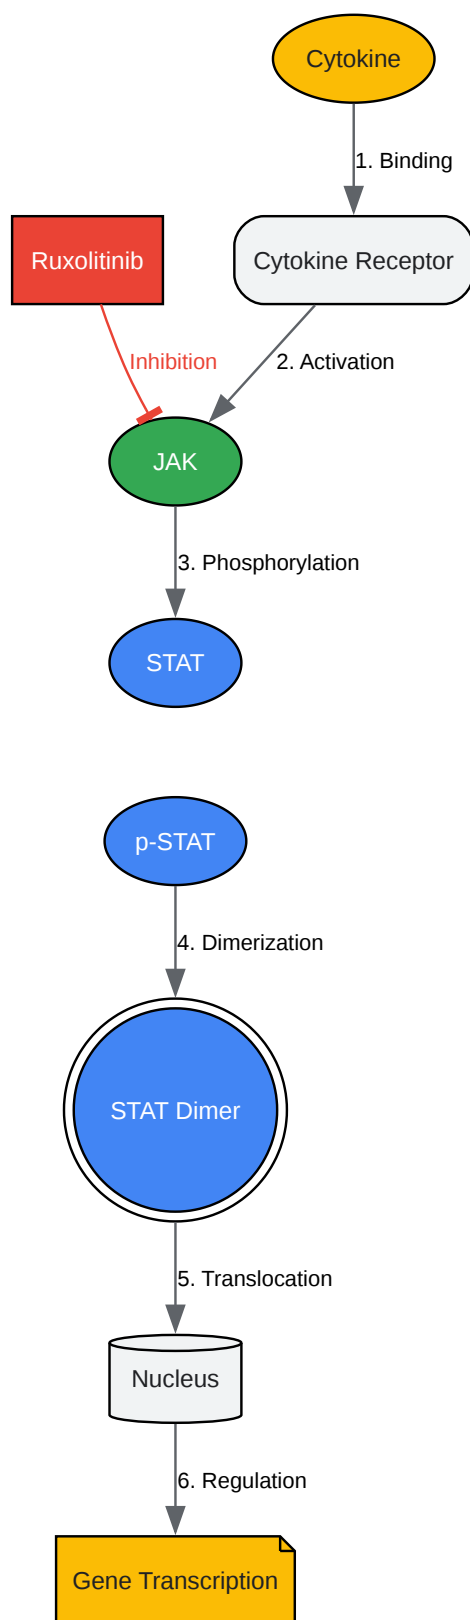 Cytokine
1. Binding
Ruxolitinib
Cytokine Receptor
Inhibition
2. Activation
JAK
3. Phosphorylation
STAT
p-STAT
4. Dimerization
STAT Dimer
5. Translocation
Nucleus
6. Regulation
Gene Transcription